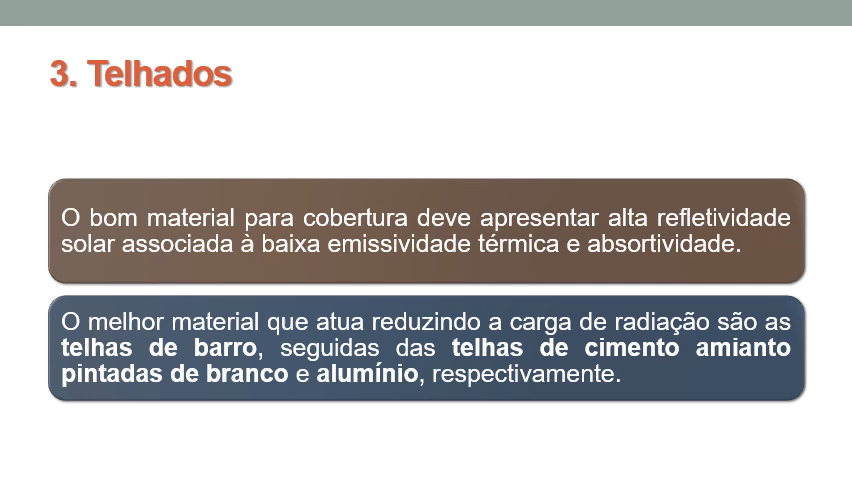 3. Telhados
O bom material para cobertura deve apresentar alta refletividade
solar associada à baixa emissividade térmica e absortividade.
O melhor material que atua reduzindo a carga de radiação são as
telhas de barro, seguidas das telhas de cimento amianto
pintadas de branco e alumínio, respectivamente.